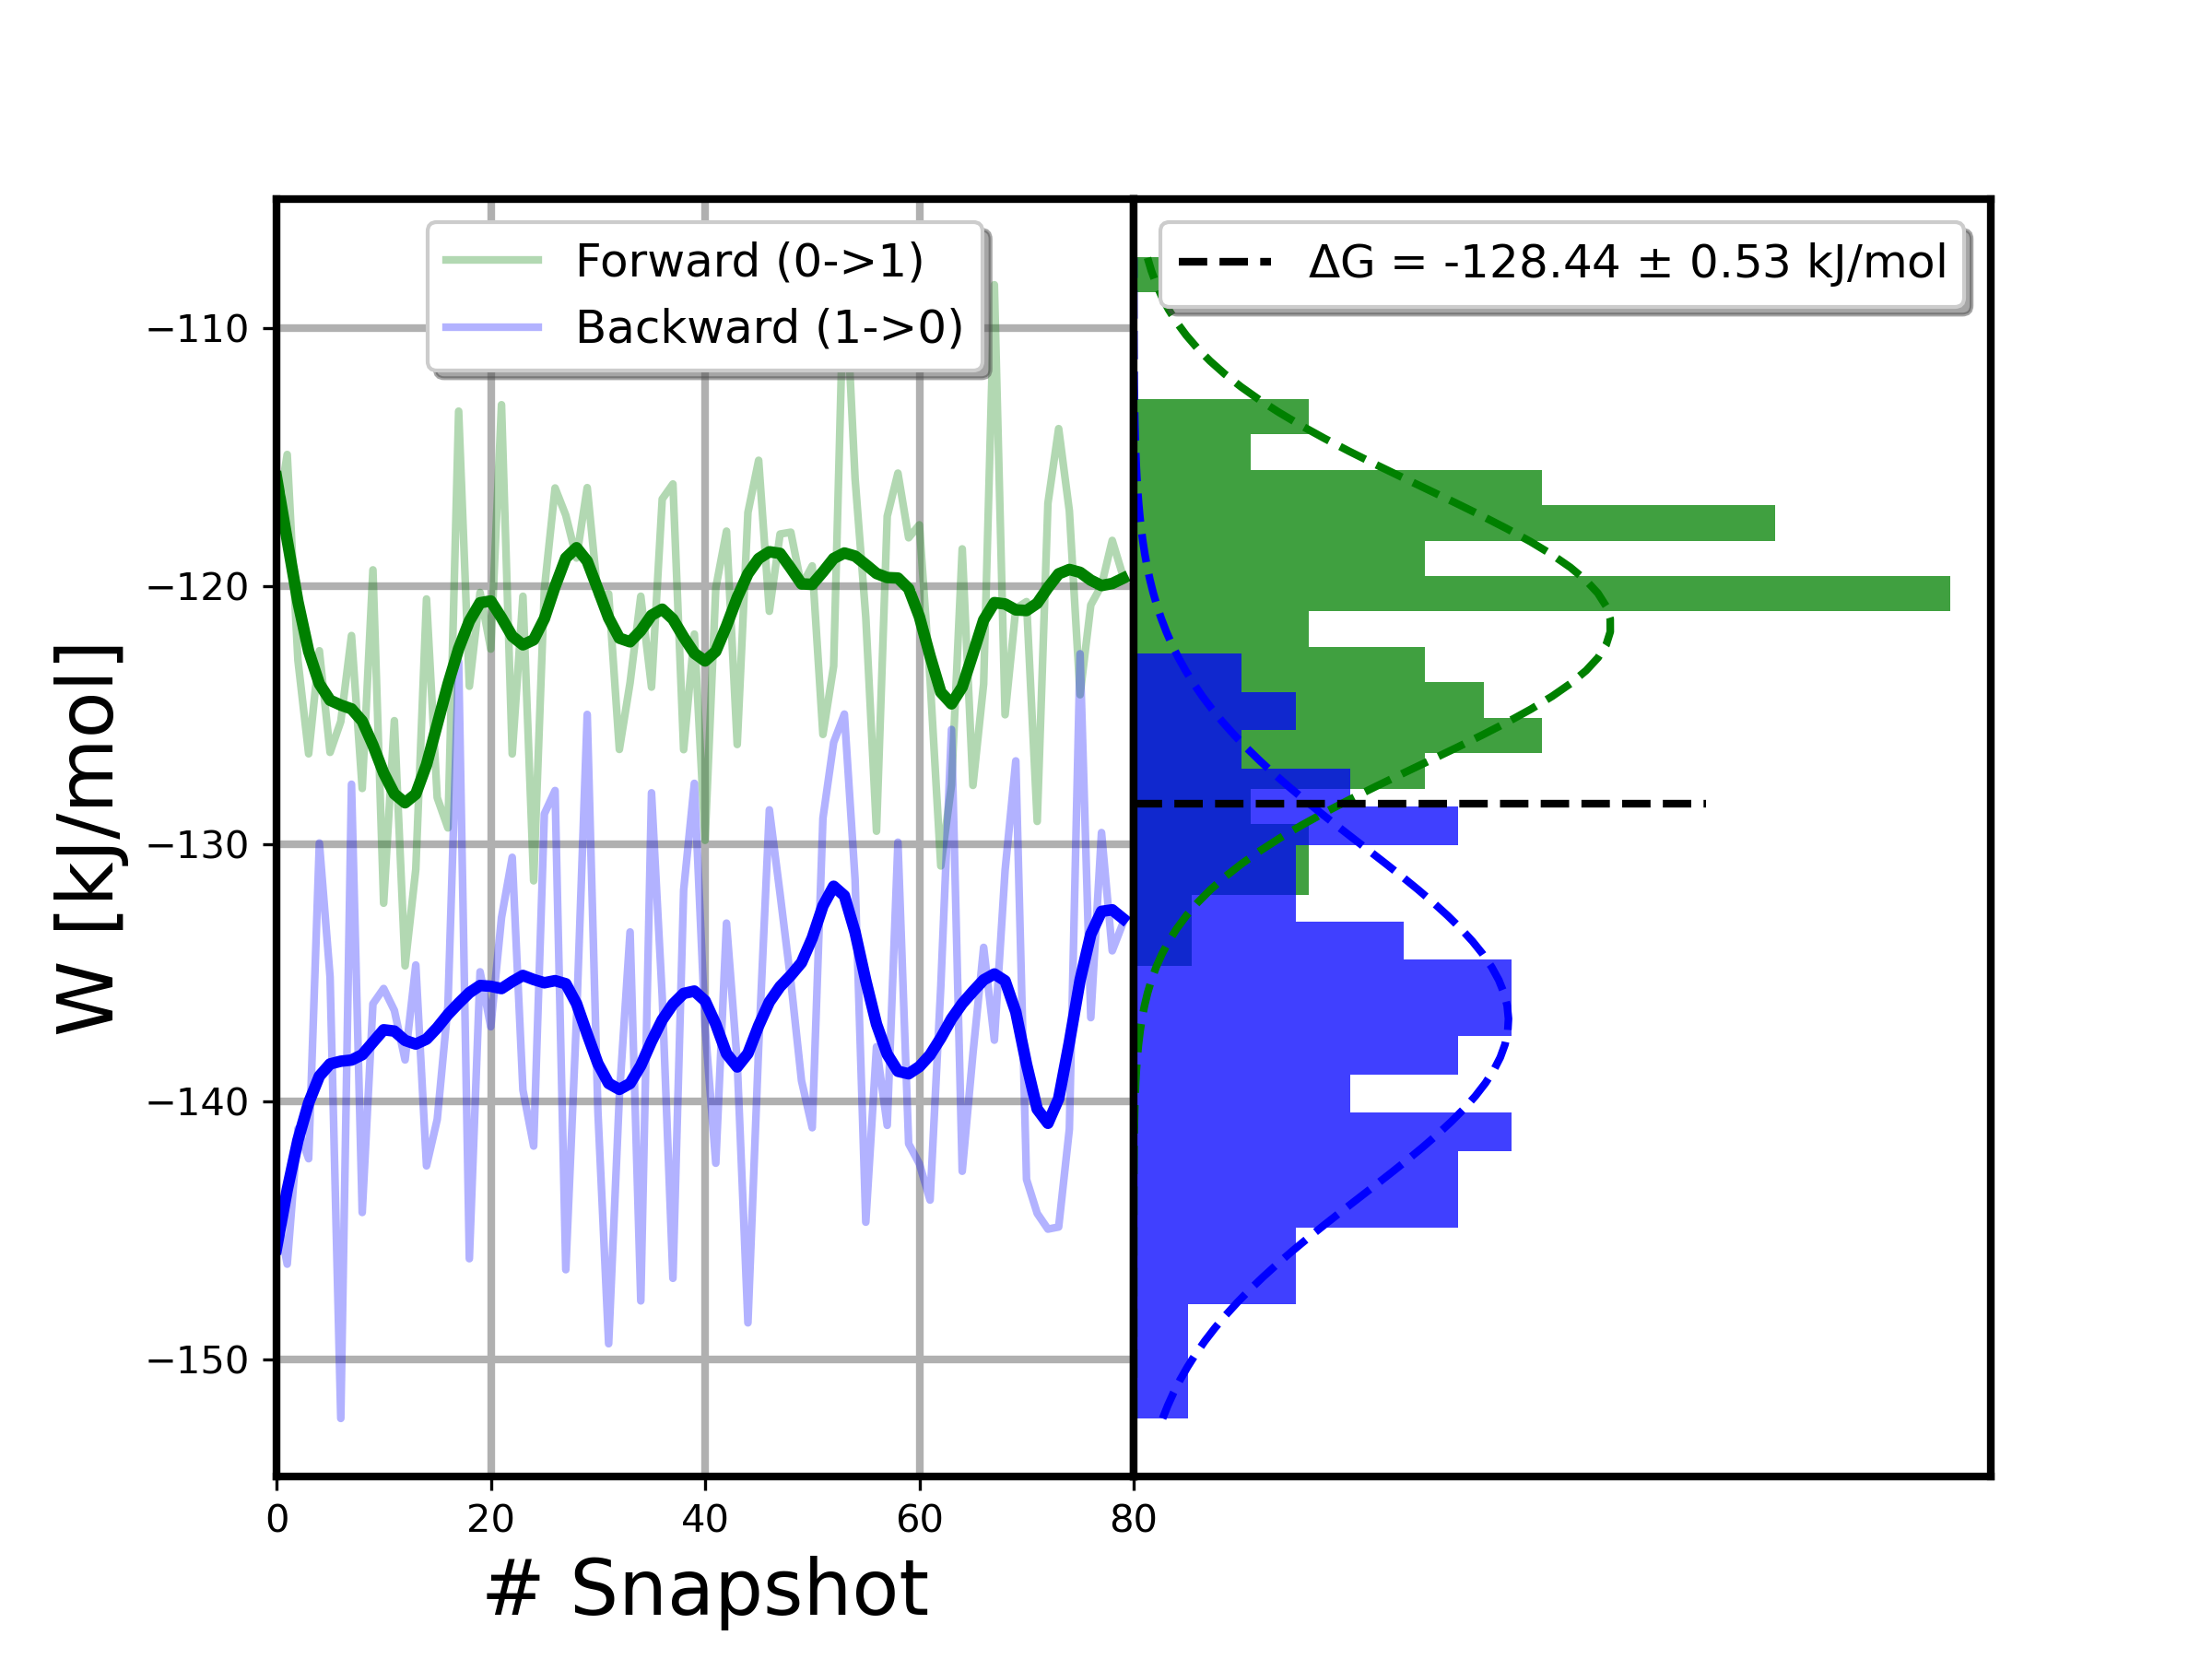 Forward (0->1)
Backward (1->0)
ΔG = -128.44 ± 0.53 kJ/mol
−110
−120
−130
−140
−150
W [kJ/mol]
0 20 40 60 80
# Snapshot